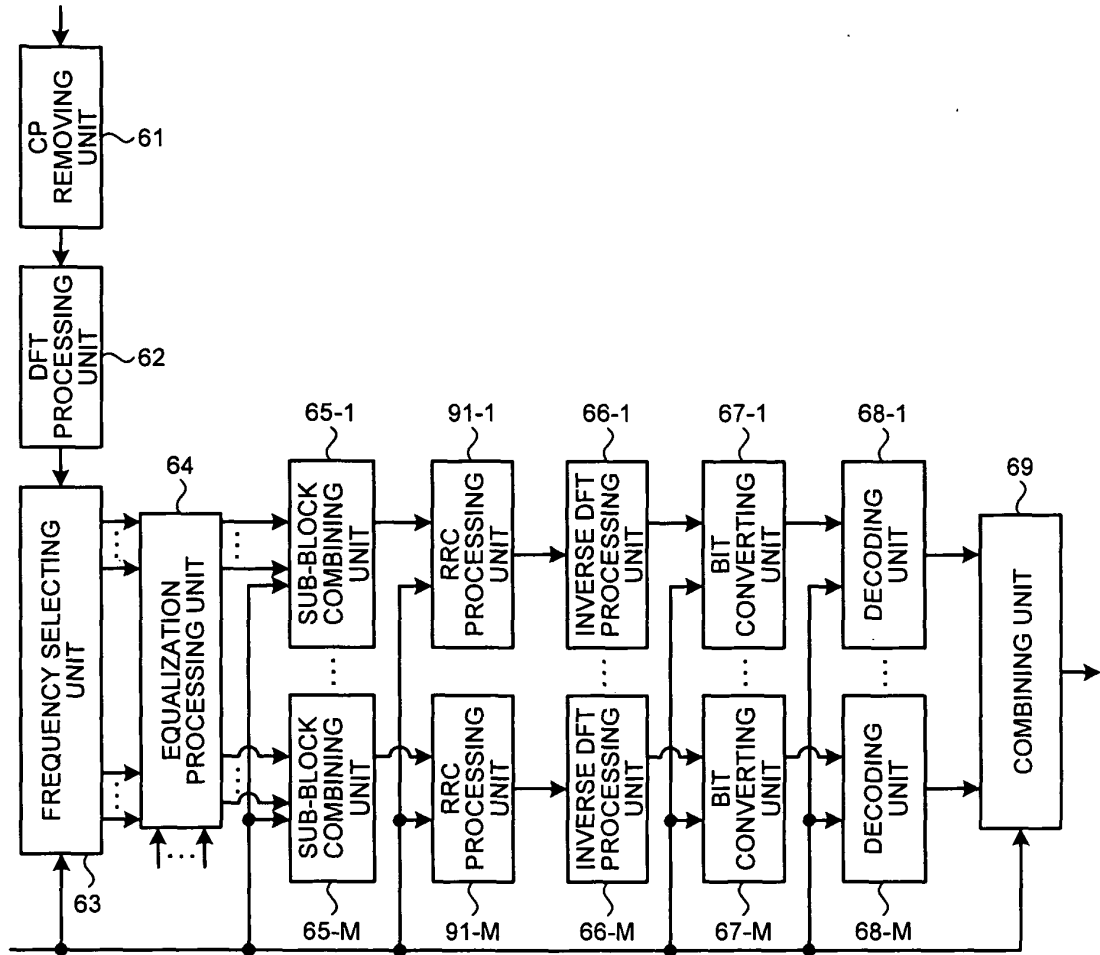 CP
REMOVING
UNIT
61
DFT
PROCESSING
UNIT
62
FREQUENCY SELECTING
UNIT
63
64
EQUALIZATION
PROCESSING UNIT
65-1
SUB-BLOCK
COMBINING
UNIT
91-1
RRC
PROCESSING
UNIT
66-1
INVERSE DFT
PROCESSING
UNIT
67-1
BIT
CONVERTING
UNIT
68-1
DECODING
UNIT
69
COMBINING UNIT
SUB-BLOCK
COMBINING
UNIT
65-M
RRC
PROCESSING
UNIT
91-M
INVERSE DFT
PROCESSING
UNIT
66-M
BIT
CONVERTING
UNIT
67-M
DECODING
UNIT
68-M